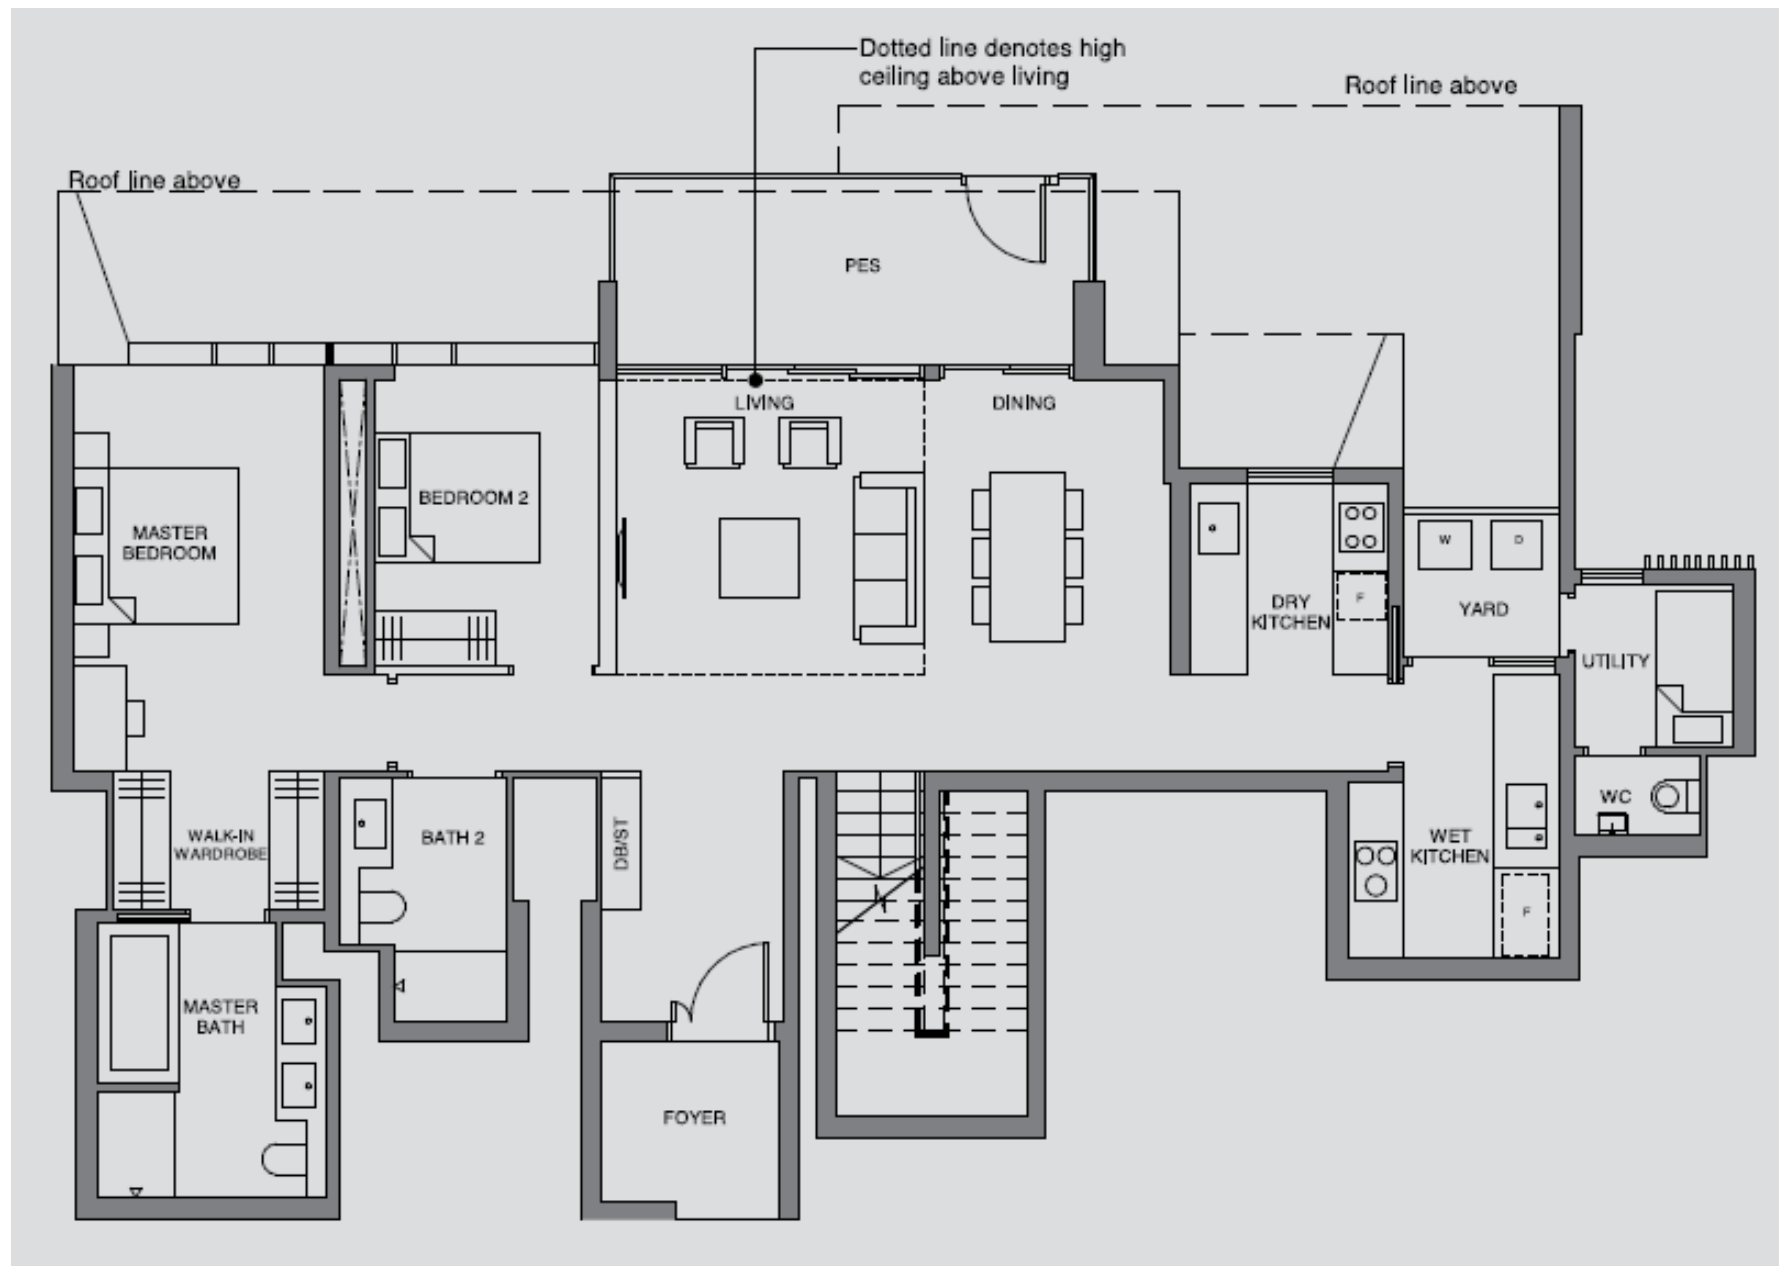 Dotted line denotes high
ceiling above living
Roof line above
Roof line above
PES
LIVING
DINING
BEDROOM 2
MASTER
BEDROOM
W
D
DRY
KITCHEN
F
YARD
UTILITY
WALK-IN
WARDROBE
BATH 2
DB/ST
WET
KITCHEN
WC
F
MASTER
BATH
FOYER